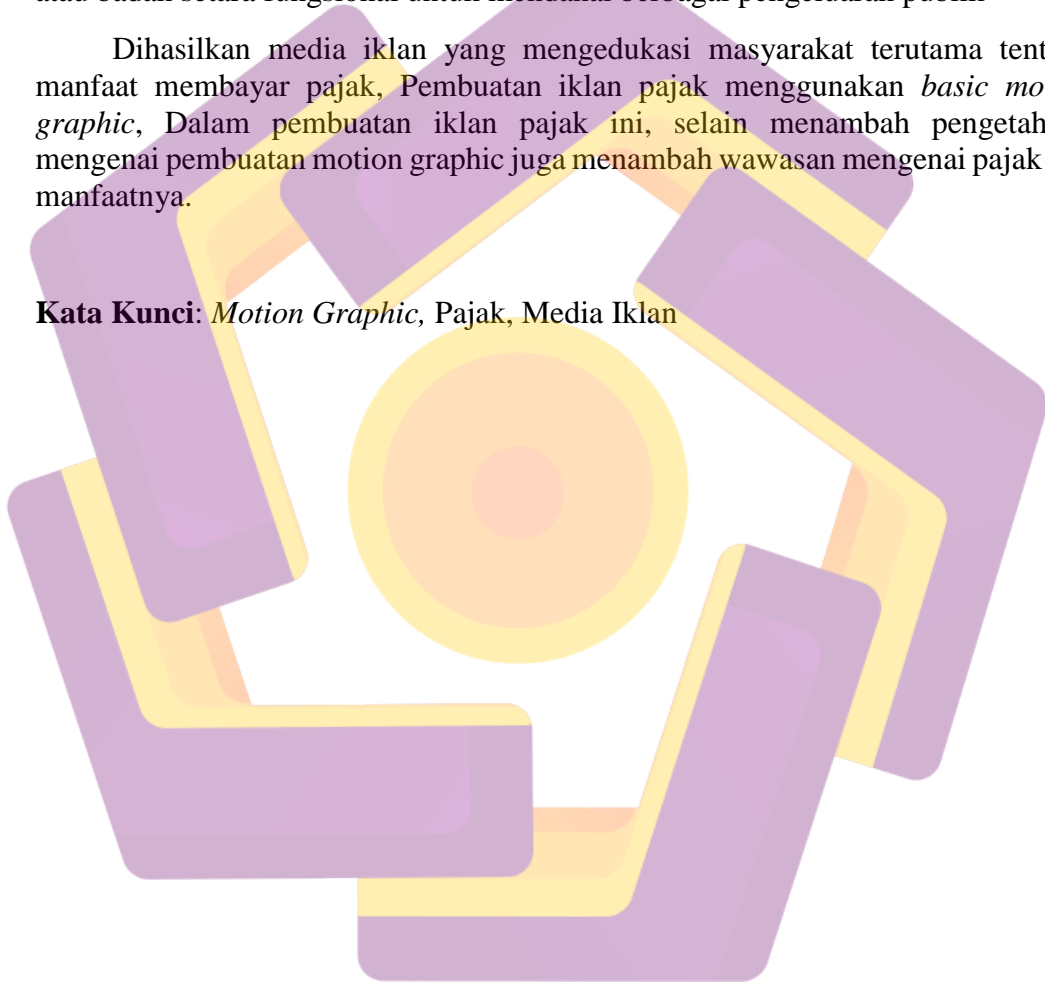 Dihasilkan media iklan yang mengedukasi masyarakat terutama tent
manfaat membayar pajak, Pembuatan iklan pajak menggunakan basic mo
graphic, Dalam pembuatan iklan pajak ini, selain menambah pengetah
mengenai pembuatan motion graphic juga menambah wawasan mengenai pajak
manfaatnya.
Kata Kunci: Motion Graphic, Pajak, Media Iklan